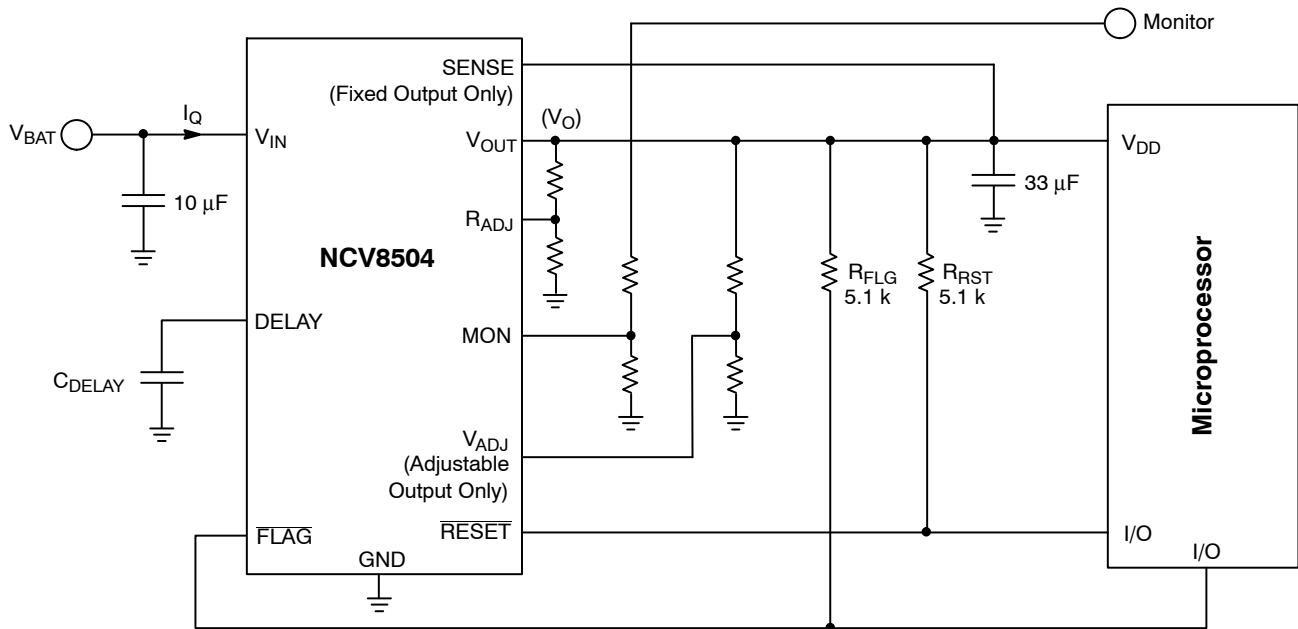 Monitor
SENSE
(Fixed Output Only)
V_BAT
I_Q
V_IN
(V_O)
V_OUT
V_DD
10 μF
33 μF
R_ADJ
NCV8504
R_FLG
5.1 k
R_RST
5.1 k
DELAY
MON
C_DELAY
Microprocessor
V_ADJ
(Adjustable
Output Only)
FLAG
RESET
I/O
I/O
GND